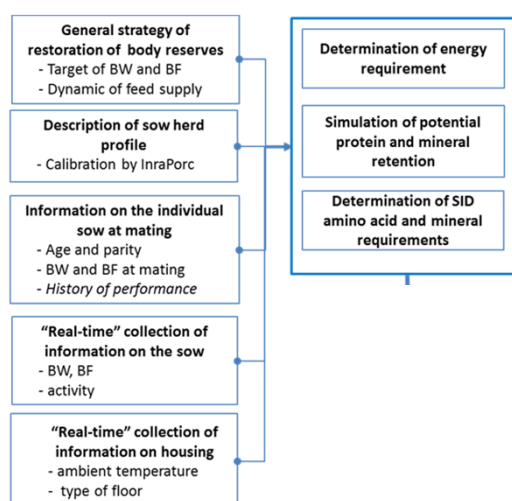 General strategy of
restoration of body reserves
- Target of BW and BF
- Dynamic of feed supply
Description of sow herd
profile
- Calibration by InraPorc
Information on the individual
sow at mating
- Age and parity
- BW and BF at mating
- History of performance
“Real-time” collection of
information on the sow
- BW, BF
- activity
“Real-time” collection of
information on housing
- ambient temperature
- type of floor
Determination of energy
requirement
Simulation of potential
protein and mineral
retention
Determination of SID
amino acid and mineral
requirements